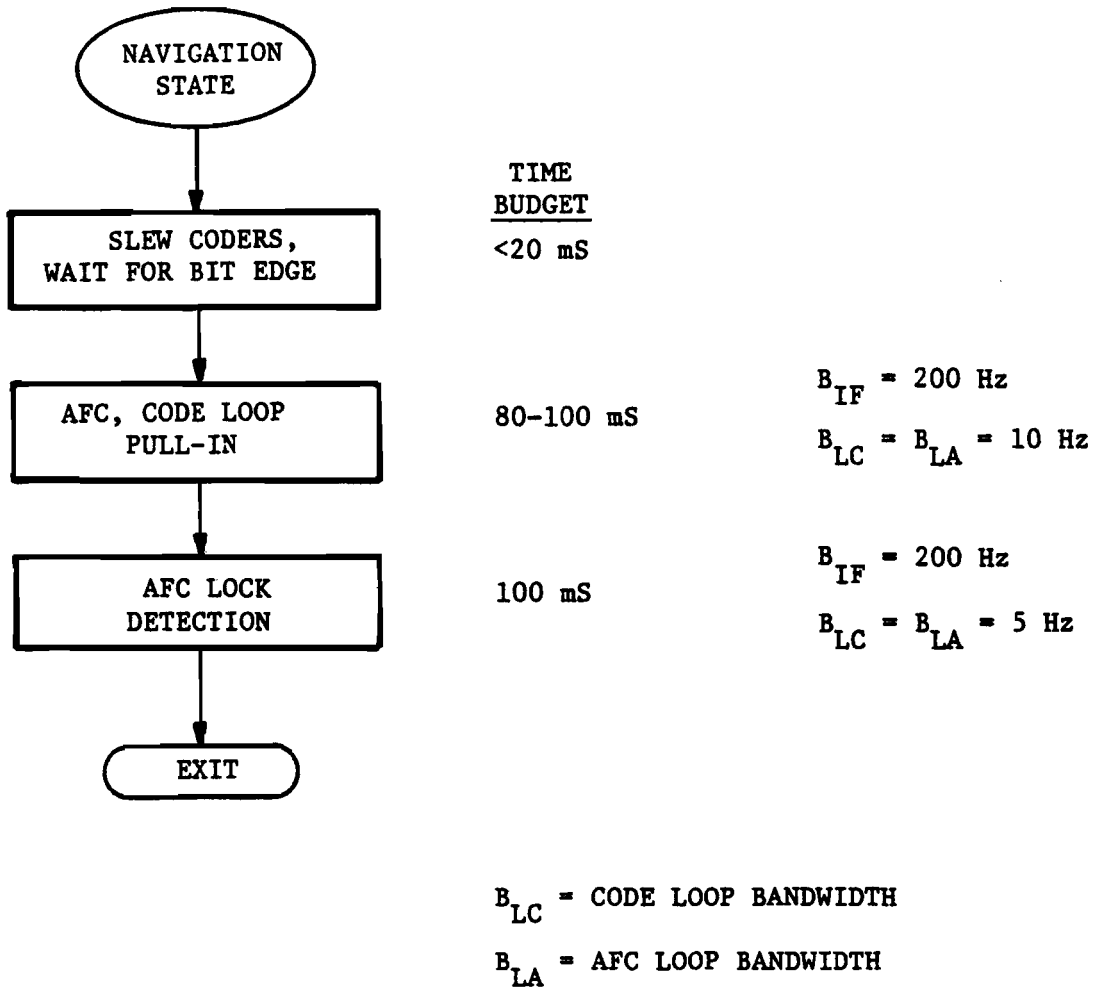 NAVIGATION
STATE
TIME
BUDGET
SLEW CODERS,
WAIT FOR BIT EDGE
<20 mS
AFC, CODE LOOP
PULL-IN
80-100 mS
B_IF = 200 Hz
B_LC = B_LA = 10 Hz
AFC LOCK
DETECTION
100 mS
B_IF = 200 Hz
B_LC = B_LA = 5 Hz
EXIT
B_LC = CODE LOOP BANDWIDTH
B_LA = AFC LOOP BANDWIDTH